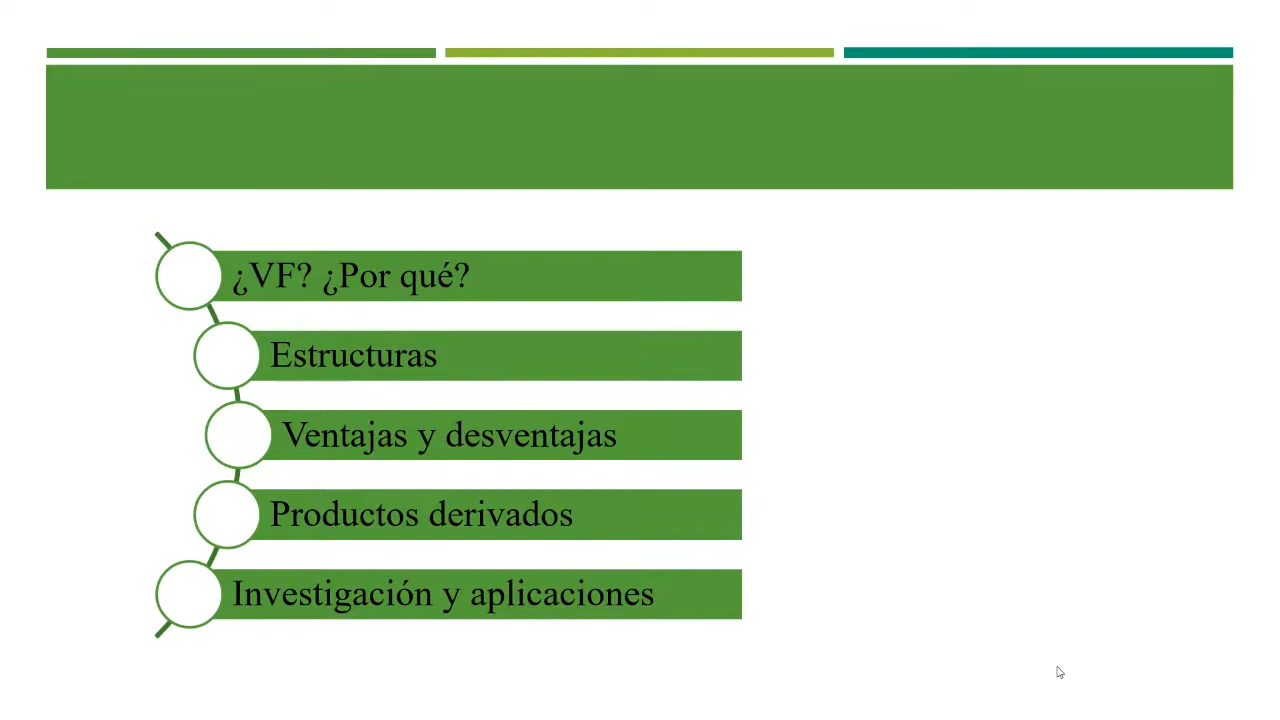 ¿VF? ¿Por qué?
Estructuras
Ventajas y desventajas
Productos derivados
Investigación y aplicaciones